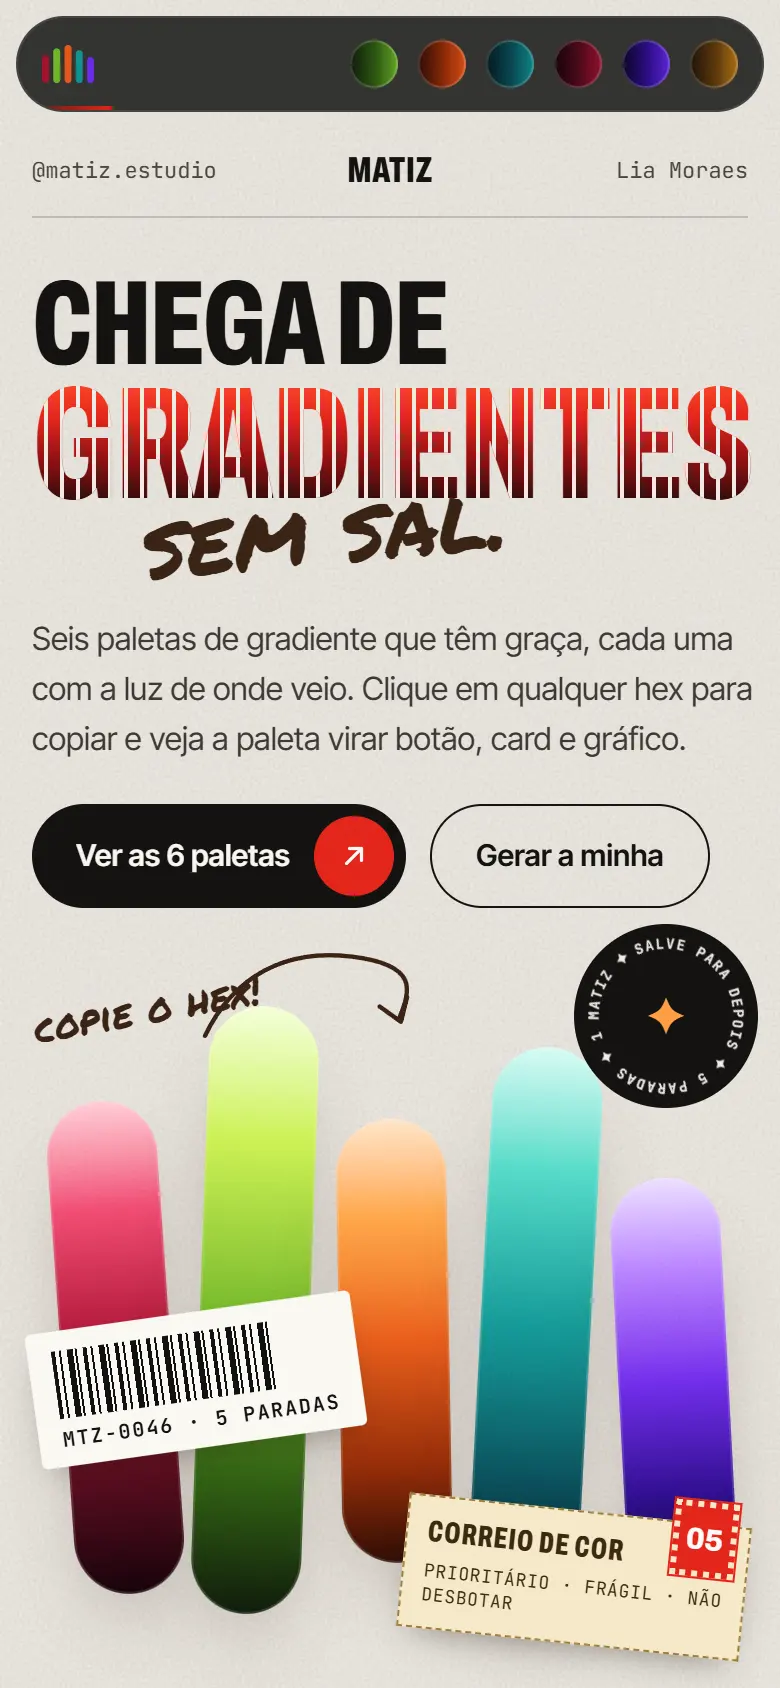 @matiz.estudio
MATIZ
Lia Moraes
CHEGA DE
GRADIENTES
SEM SAL.
Seis paletas de gradiente que têm graça, cada uma
com a luz de onde veio. Clique em qualquer hex para
copiar e veja a paleta virar botão, card e gráfico.
Ver as 6 paletas
Gerar a minha
COPIE O HEX!
1 MATIZ ✦ SALVE PARA DEPOIS ✦ 5 PARADAS ✦
MTZ-0046 · 5 PARADAS
CORREIO DE COR
05
PRIORITÁRIO · FRÁGIL · NÃO
DESBOTAR